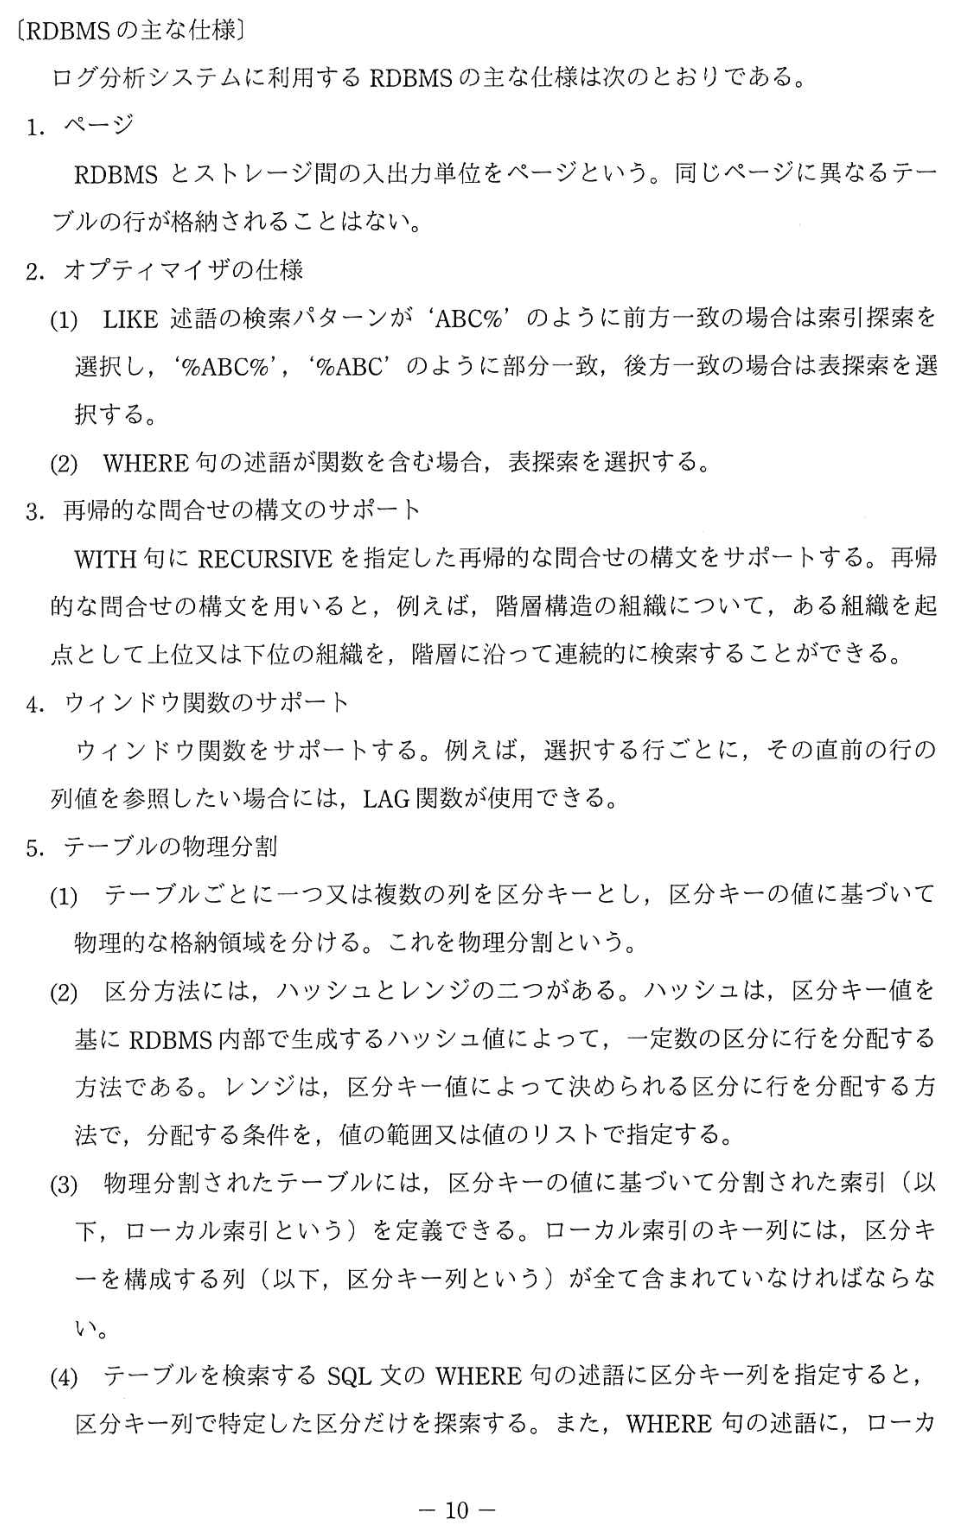 〔RDBMS の主な仕様〕
ログ分析システムに利用する RDBMS の主な仕様は次のとおりである。
1. ページ
RDBMS とストレージ間の入出力単位をページという。同じページに異なるテー
ブルの行が格納されることはない。
2. オプティマイザの仕様
(1) LIKE 述語の検索パターンが ‘ABC%’ のように前方一致の場合は索引探索を
選択し，‘%ABC%’，‘%ABC’ のように部分一致，後方一致の場合は表探索を選
択する。
(2) WHERE 句の述語が関数を含む場合，表探索を選択する。
3. 再帰的な問合せの構文のサポート
WITH 句に RECURSIVE を指定した再帰的な問合せの構文をサポートする。再帰
的な問合せの構文を用いると，例えば，階層構造の組織について，ある組織を起
点として上位又は下位の組織を，階層に沿って連続的に検索することができる。
4. ウィンドウ関数のサポート
ウィンドウ関数をサポートする。例えば，選択する行ごとに，その直前の行の
列値を参照したい場合には，LAG 関数が使用できる。
5. テーブルの物理分割
(1) テーブルごとに一つ又は複数の列を区分キーとし，区分キーの値に基づいて
物理的な格納領域を分ける。これを物理分割という。
(2) 区分方法には，ハッシュとレンジの二つがある。ハッシュは，区分キー値を
基に RDBMS 内部で生成するハッシュ値によって，一定数の区分に行を分配する
方法である。レンジは，区分キー値によって決められる区分に行を分配する方
法で，分配する条件を，値の範囲又は値のリストで指定する。
(3) 物理分割されたテーブルには，区分キーの値に基づいて分割された索引（以
下，ローカル索引という）を定義できる。ローカル索引のキー列には，区分キ
ーを構成する列（以下，区分キー列という）が全て含まれていなければならな
い。
(4) テーブルを検索する SQL 文の WHERE 句の述語に区分キー列を指定すると，
区分キー列で特定した区分だけを探索する。また，WHERE 句の述語に，ローカ
－ 10 －